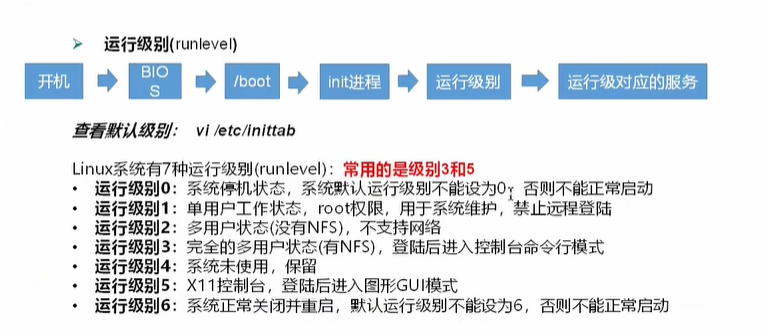 运行级别(runlevel)
开机
BIO
S
/boot
init进程
运行级别
运行级对应的服务
查看默认级别： vi /etc/inittab
Linux系统有7种运行级别(runlevel)：常用的是级别3和5
• 运行级别0：系统停机状态，系统默认运行级别不能设为0，否则不能正常启动
• 运行级别1：单用户工作状态，root权限，用于系统维护，禁止远程登陆
• 运行级别2：多用户状态(没有NFS)，不支持网络
• 运行级别3：完全的多用户状态(有NFS)，登陆后进入控制台命令行模式
• 运行级别4：系统未使用，保留
• 运行级别5：X11控制台，登陆后进入图形GUI模式
• 运行级别6：系统正常关闭并重启，默认运行级别不能设为6，否则不能正常启动